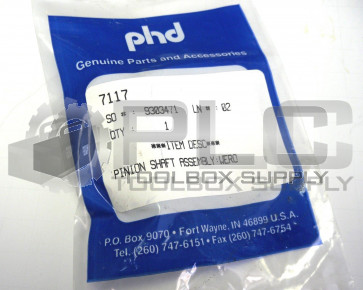 phd
Genuine Parts and Accessories
7117
SO # : 9303471 LN # : 02
QTY : 1
***ITEM DESC***
PINION SHAFT ASSEMBLY:WERO
PLC
TOOLBOX SUPPLY
P.O. Box 9070 • Fort Wayne, IN 46899 U.S.A.
Tel (260) 747-6151 • Fax (260) 747-6754